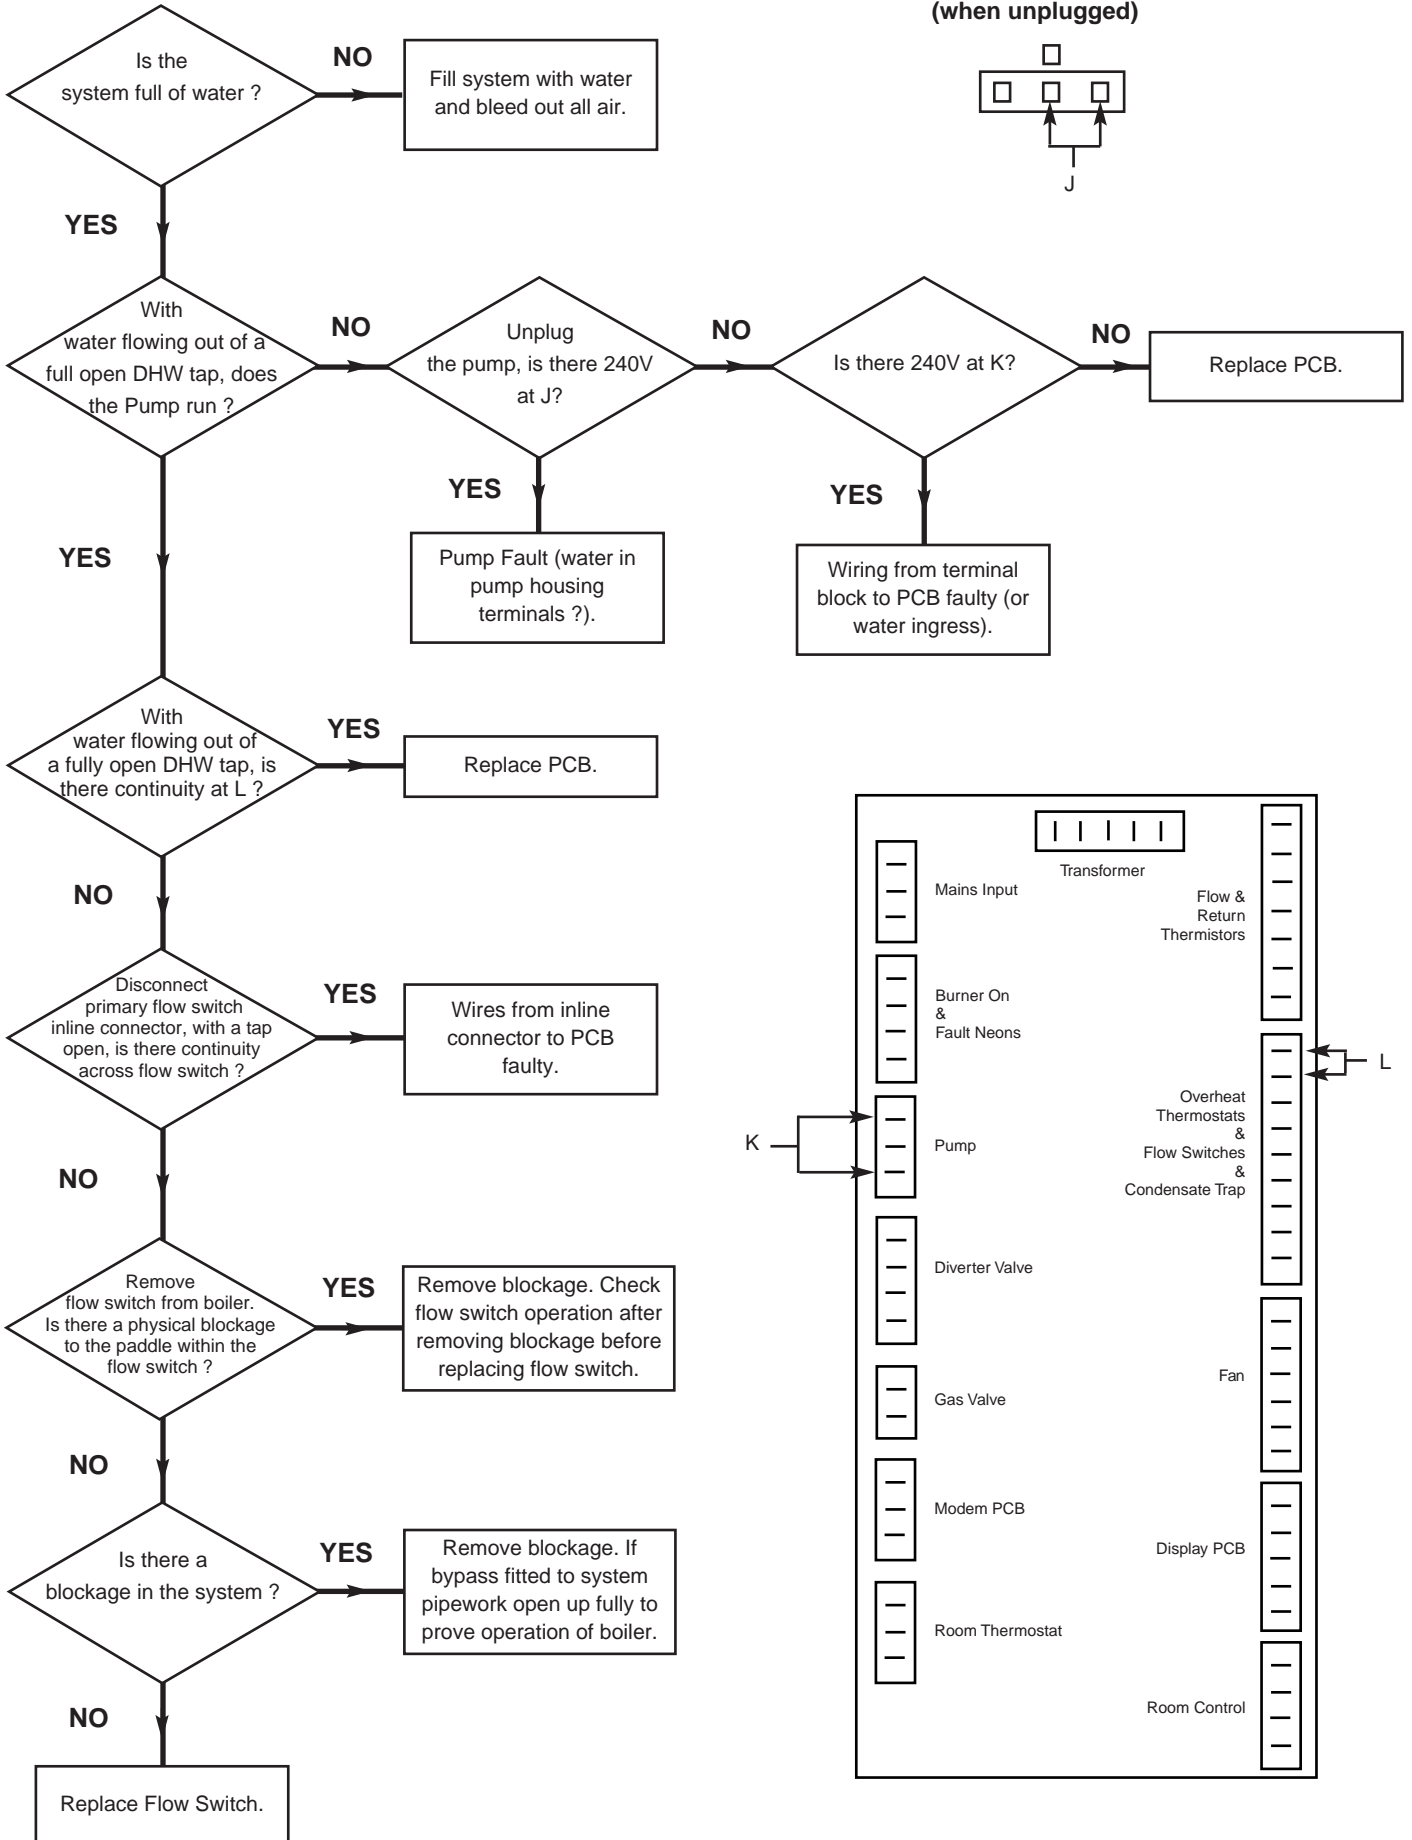 (when unplugged)
J
Is the
system full of water ?
NO
Fill system with water
and bleed out all air.
YES
With
water flowing out of a
full open DHW tap, does
the Pump run ?
NO
Unplug
the pump, is there 240V
at J?
NO
Is there 240V at K?
NO
Replace PCB.
YES
Pump Fault (water in
pump housing
terminals ?).
YES
Wiring from terminal
block to PCB faulty (or
water ingress).
YES
With
water flowing out of
a fully open DHW tap, is
there continuity at L ?
YES
Replace PCB.
NO
Disconnect
primary flow switch
inline connector, with a tap
open, is there continuity
across flow switch ?
YES
Wires from inline
connector to PCB
faulty.
NO
Remove
flow switch from boiler.
Is there a physical blockage
to the paddle within the
flow switch ?
YES
Remove blockage. Check
flow switch operation after
removing blockage before
replacing flow switch.
NO
Is there a
blockage in the system ?
YES
Remove blockage. If
bypass fitted to system
pipework open up fully to
prove operation of boiler.
NO
Replace Flow Switch.
Transformer
Mains Input
Burner On
&
Fault Neons
K
Pump
Diverter Valve
Gas Valve
Modem PCB
Room Thermostat
Flow &
Return
Thermistors
L
Overheat
Thermostats
&
Flow Switches
&
Condensate Trap
Fan
Display PCB
Room Control